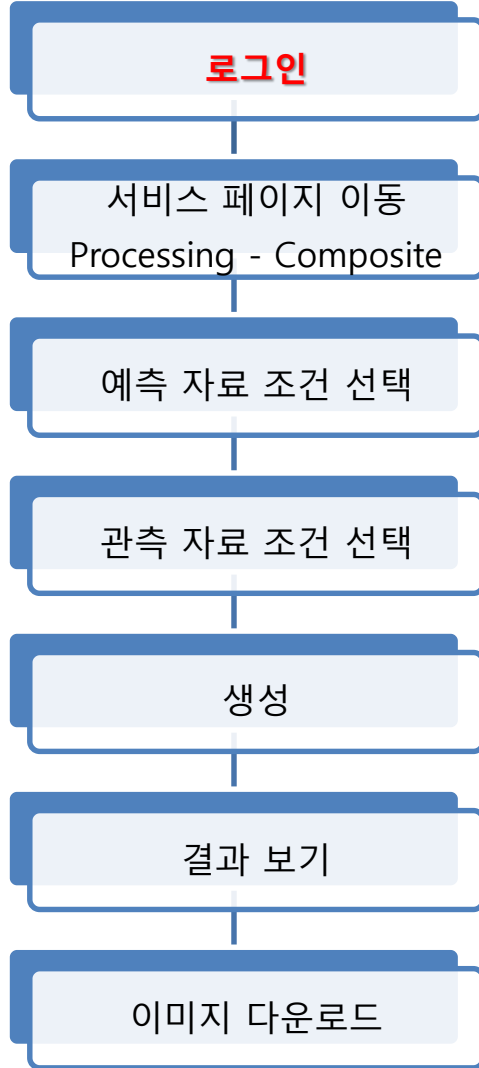 로그인
서비스 페이지 이동
Processing - Composite
예측 자료 조건 선택
관측 자료 조건 선택
생성
결과 보기
이미지 다운로드